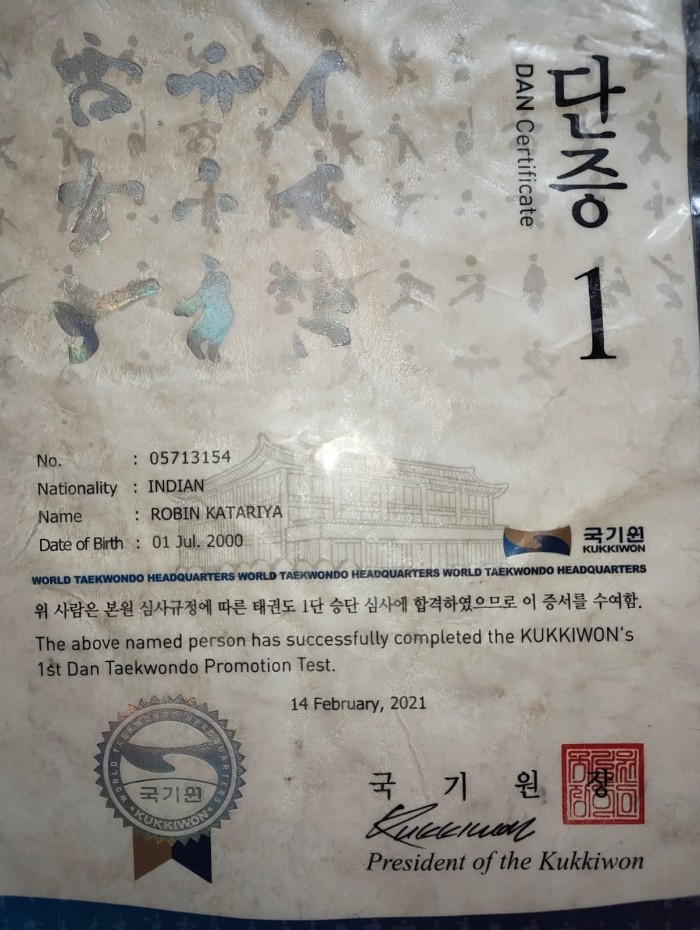 단증
DAN Certificate
1
No. : 05713154
Nationality : INDIAN
Name : ROBIN KATARIYA
Date of Birth : 01 Jul. 2000
국기원
KUKKIWON
WORLD TAEKWONDO HEADQUARTERS WORLD TAEKWONDO HEADQUARTERS WORLD TAEKWONDO HEADQUARTERS
위 사람은 본원 심사규정에 따른 태권도 1단 승단 심사에 합격하였으므로 이 증서를 수여함.
The above named person has successfully completed the KUKKIWON's
1st Dan Taekwondo Promotion Test.
14 February, 2021
WORLD TAEKWONDO HEADQUARTERS
국기원
KUKKIWON
국 기 원 장
Kukkiwon
President of the Kukkiwon